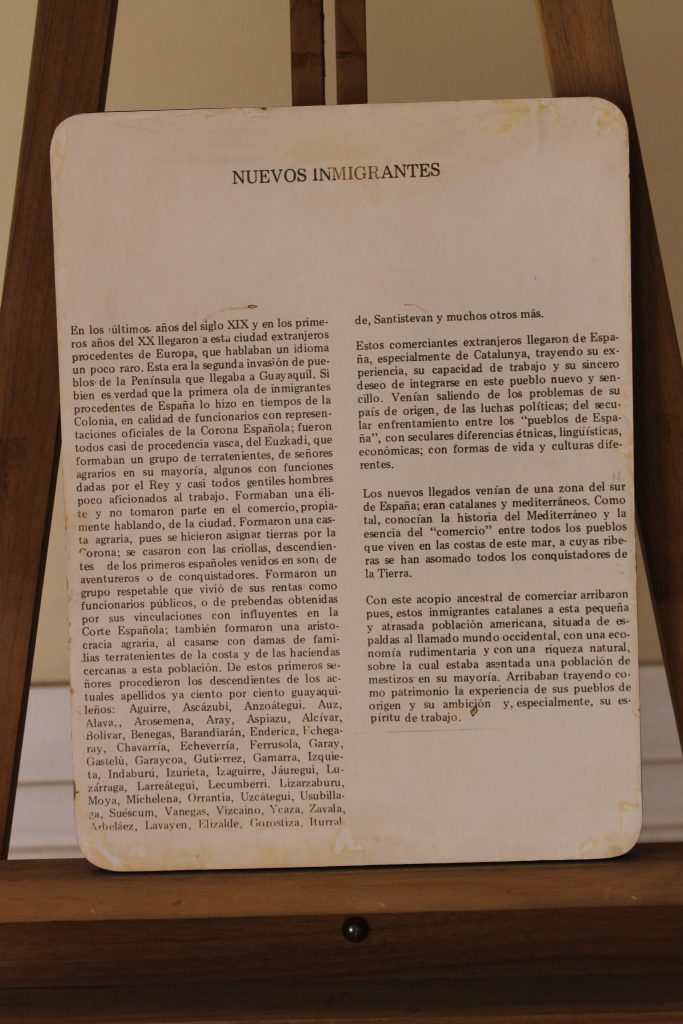 NUEVOS INMIGRANTES
En los últimos años del siglo XIX y en los prime-
ros años del XX llegaron a esta ciudad extranjeros
procedentes de Europa, que hablaban un idioma
un poco raro. Esta era la segunda invasión de pue-
blos de la Península que llegaba a Guayaquil. Si
bien es verdad que la primera ola de inmigrantes
procedentes de España lo hizo en tiempos de la
Colonia, en calidad de funcionarios con represen-
taciones oficiales de la Corona Española; fueron
todos casi de procedencia vasca, del Euzkadi, que
formaban un grupo de terratenientes, de señores
agrarios en su mayoría, algunos con funciones
dadas por el Rey y casi todos gentiles hombres
poco aficionados al trabajo. Formaban una éli-
te y no tomaron parte en el comercio, propia-
mente hablando, de la ciudad. Formaron una cas-
ta agraria, pues se hicieron asignar tierras por la
Corona; se casaron con las criollas, descendien-
tes de los primeros españoles venidos en son de
aventureros o de conquistadores. Formaron un
grupo respetable que vivió de sus rentas como
funcionarios públicos, o de prebendas obtenidas
por sus vinculaciones con influyentes en la
Corte Española; también formaron una aristo-
cracia agraria, al casarse con damas de fami-
lias terratenientes de la costa y de las haciendas
cercanas a esta población. De estos primeros se-
ñores procedieron los descendientes de los ac-
tuales apellidos ya ciento por ciento guayaqui-
leños: Aguirre, Ascázubi, Anzoátegui. Auz,
Alava,, Arosemena, Aray, Aspiazu, Alcívar,
Bolívar, Benegas, Barandiarán, Enderica, Echega-
ray, Chavarría, Echeverría, Ferrusola, Garay,
Gastelú, Garaycoa, Gutiérrez, Gamarra, Izquie-
ta, Indaburú, Izurieta, Izaguirre, Jáuregui, Lu-
zárraga, Larreátegui, Lecumberri. Lizarzaburu,
Moya, Michelena, Orrantia, Uzcátegui, Usubilla-
ga, Suéscum, Vanegas, Vizcaino, Ycaza, Zavala,
Arbeláez, Lavayen, Elizalde, Gorostiza, Iturral-
de, Santistevan y muchos otros más.
Estos comerciantes extranjeros llegaron de Espa-
ña, especialmente de Catalunya, trayendo su ex-
periencia, su capacidad de trabajo y su sincero
deseo de integrarse en este pueblo nuevo y sen-
cillo. Venían saliendo de los problemas de su
país de origen, de las luchas políticas; del secu-
lar enfrentamiento entre los "pueblos de Espa-
ña", con seculares diferencias étnicas, lingüísticas,
económicas; con formas de vida y culturas dife-
rentes.
Los nuevos llegados venían de una zona del sur
de España; eran catalanes y mediterráneos. Como
tal, conocían la historia del Mediterráneo y la
esencia del "comercio" entre todos los pueblos
que viven en las costas de este mar, a cuyas ribe-
ras se han asomado todos los conquistadores de
la Tierra.
Con este acopio ancestral de comerciar arribaron
pues, estos inmigrantes catalanes a esta pequeña
y atrasada población americana, situada de es-
paldas al llamado mundo occidental, con una eco-
nomía rudimentaria y con una riqueza natural,
sobre la cual estaba asentada una población de
mestizos en su mayoría. Arribaban trayendo co-
mo patrimonio la experiencia de sus pueblos de
origen y su ambición y, especialmente, su es-
píritu de trabajo.